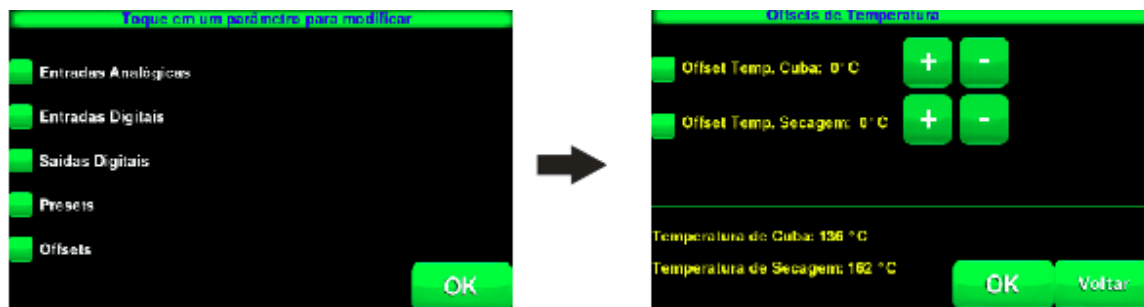 Toque em um parâmetro para modificar
Entradas Analógicas
Entradas Digitais
Saídas Digitais
Presets
Offsets
OK
Offsets de Temperatura
Offset Temp. Cuba: 0°C + -
Offset Temp. Secagem: 0°C + -
Temperatura de Cuba: 136 °C
Temperatura de Secagem: 162 °C
OK Voltar